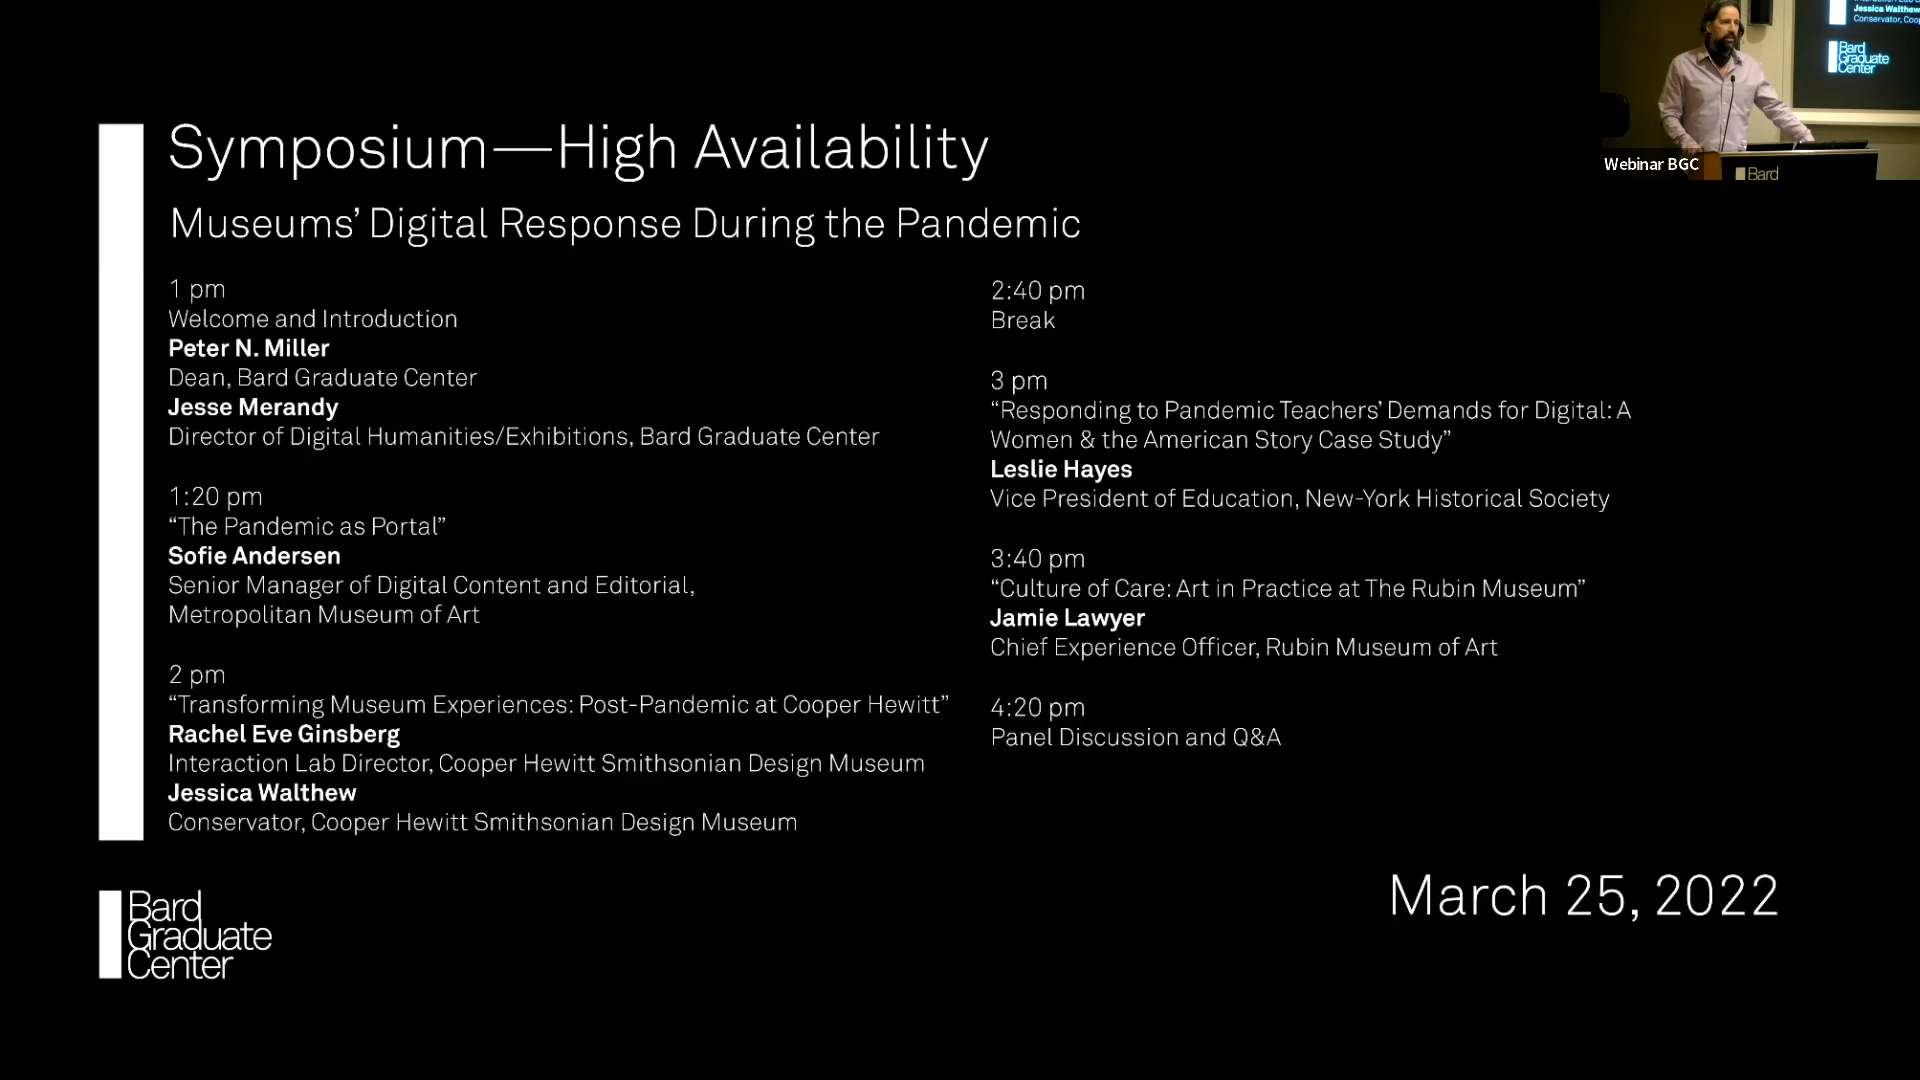 Symposium—High Availability
Museums’ Digital Response During the Pandemic
1 pm
Welcome and Introduction
Peter N. Miller
Dean, Bard Graduate Center
Jesse Merandy
Director of Digital Humanities/Exhibitions, Bard Graduate Center
1:20 pm
“The Pandemic as Portal”
Sofie Andersen
Senior Manager of Digital Content and Editorial,
Metropolitan Museum of Art
2 pm
“Transforming Museum Experiences: Post-Pandemic at Cooper Hewitt”
Rachel Eve Ginsberg
Interaction Lab Director, Cooper Hewitt Smithsonian Design Museum
Jessica Walthew
Conservator, Cooper Hewitt Smithsonian Design Museum
2:40 pm
Break
3 pm
“Responding to Pandemic Teachers’ Demands for Digital: A
Women & the American Story Case Study”
Leslie Hayes
Vice President of Education, New-York Historical Society
3:40 pm
“Culture of Care: Art in Practice at The Rubin Museum”
Jamie Lawyer
Chief Experience Officer, Rubin Museum of Art
4:20 pm
Panel Discussion and Q&A
March 25, 2022
Bard
Graduate
Center
Jessica Walthew
Conservator, Coo
Bard
Graduate
Center
Webinar BGC
Bard